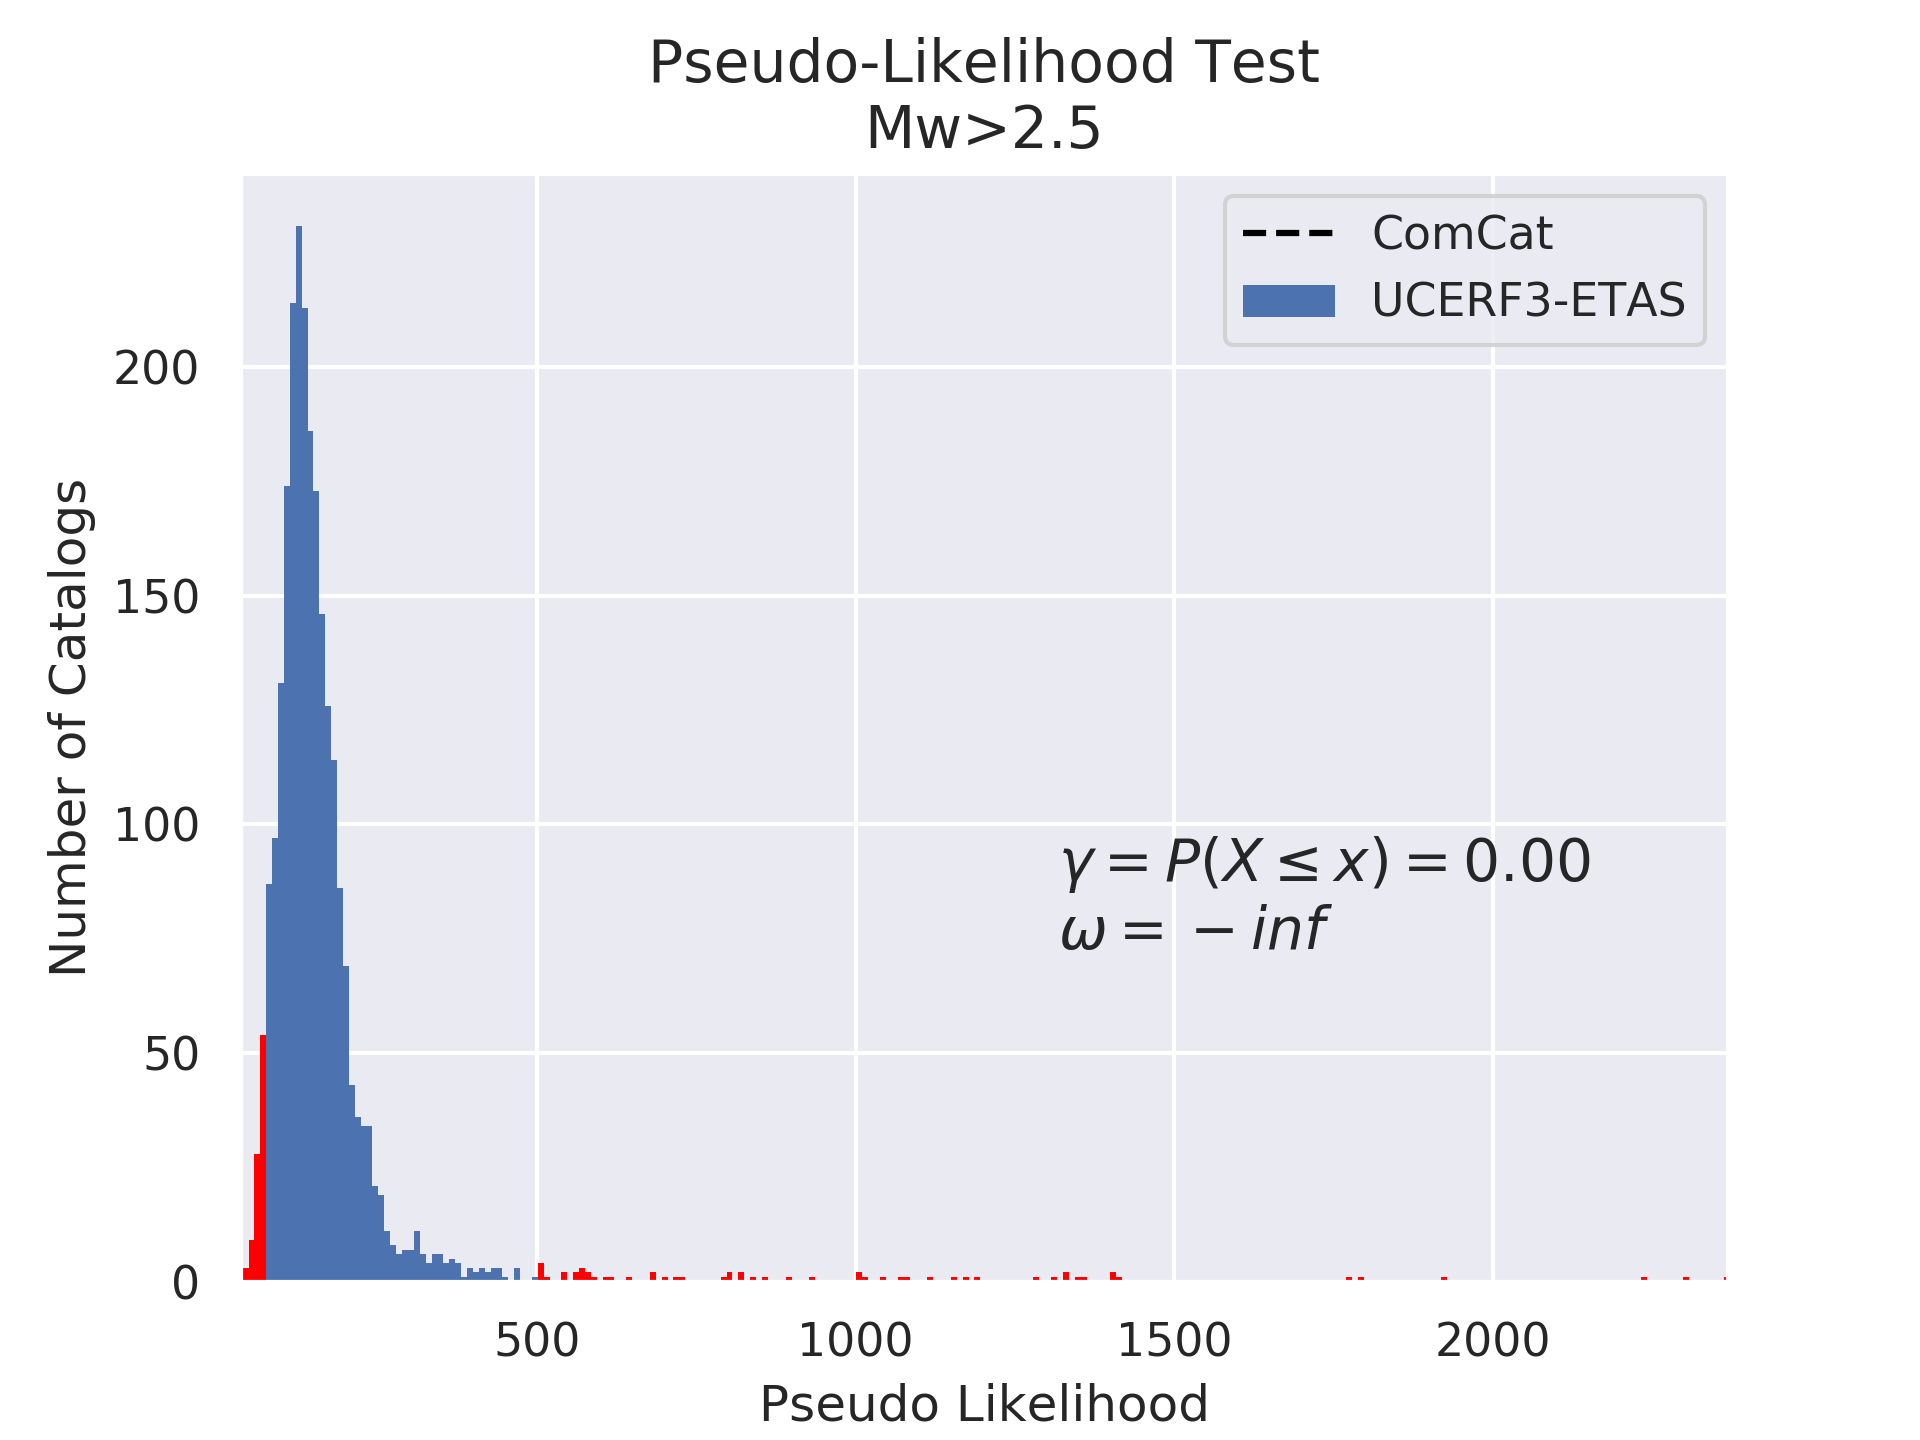 Pseudo-Likelihood Test
Mw>2.5
ComCat
UCERF3-ETAS
Number of Catalogs
200
150
100
50
0
γ = P(X ≤ x) = 0.00
ω = − inf
500 1000 1500 2000
Pseudo Likelihood